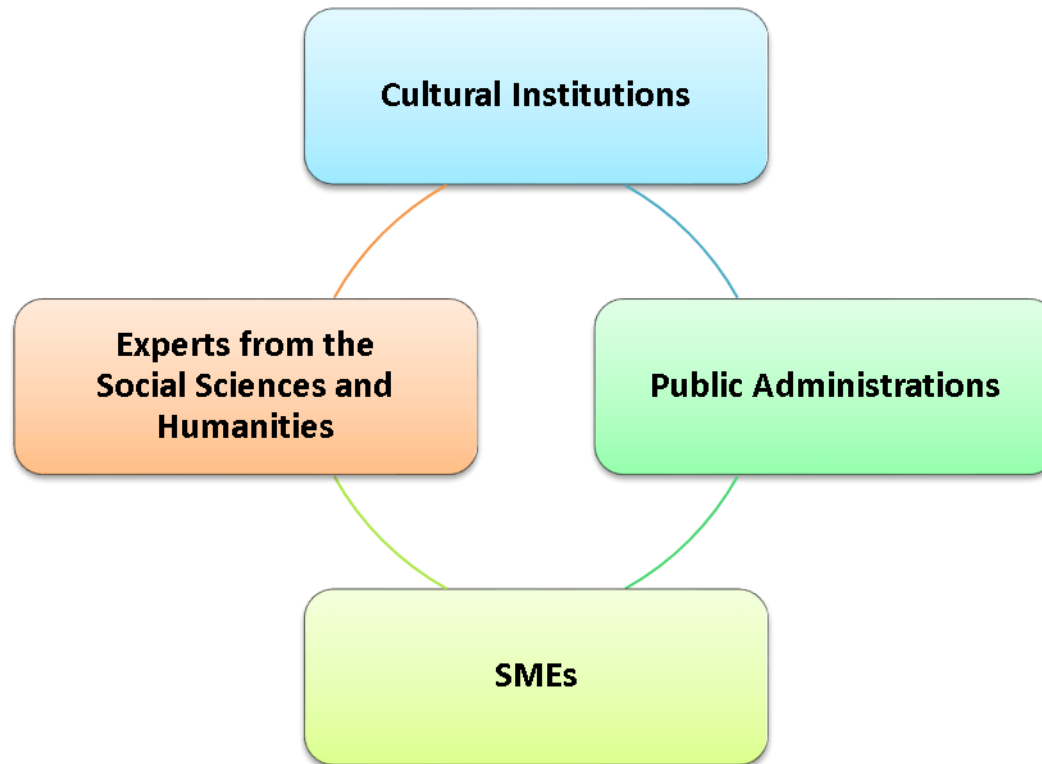 Cultural Institutions
Experts from the
Social Sciences and
Humanities
Public Administrations
SMEs